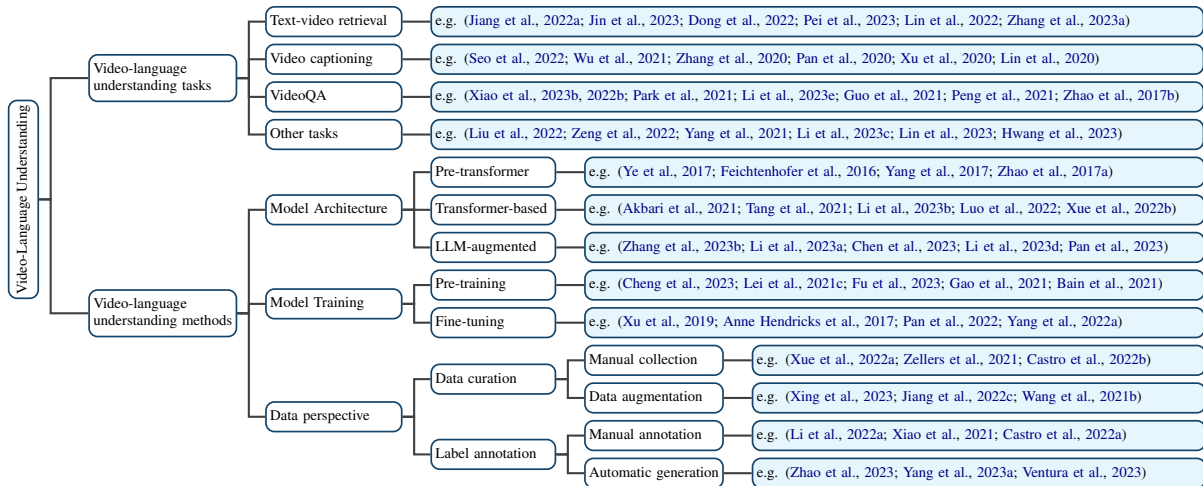 Video-Language Understanding
Video-language
understanding tasks
Text-video retrieval
e.g. (Jiang et al., 2022a; Jin et al., 2023; Dong et al., 2022; Pei et al., 2023; Lin et al., 2022; Zhang et al., 2023a)
Video captioning
e.g. (Seo et al., 2022; Wu et al., 2021; Zhang et al., 2020; Pan et al., 2020; Xu et al., 2020; Lin et al., 2020)
VideoQA
e.g. (Xiao et al., 2023b, 2022b; Park et al., 2021; Li et al., 2023e; Guo et al., 2021; Peng et al., 2021; Zhao et al., 2017b)
Other tasks
e.g. (Liu et al., 2022; Zeng et al., 2022; Yang et al., 2021; Li et al., 2023c; Lin et al., 2023; Hwang et al., 2023)
Video-language
understanding methods
Model Architecture
Pre-transformer
e.g. (Ye et al., 2017; Feichtenhofer et al., 2016; Yang et al., 2017; Zhao et al., 2017a)
Transformer-based
e.g. (Akbari et al., 2021; Tang et al., 2021; Li et al., 2023b; Luo et al., 2022; Xue et al., 2022b)
LLM-augmented
e.g. (Zhang et al., 2023b; Li et al., 2023a; Chen et al., 2023; Li et al., 2023d; Pan et al., 2023)
Model Training
Pre-training
e.g. (Cheng et al., 2023; Lei et al., 2021c; Fu et al., 2023; Gao et al., 2021; Bain et al., 2021)
Fine-tuning
e.g. (Xu et al., 2019; Anne Hendricks et al., 2017; Pan et al., 2022; Yang et al., 2022a)
Data perspective
Data curation
Manual collection
e.g. (Xue et al., 2022a; Zellers et al., 2021; Castro et al., 2022b)
Data augmentation
e.g. (Xing et al., 2023; Jiang et al., 2022c; Wang et al., 2021b)
Label annotation
Manual annotation
e.g. (Li et al., 2022a; Xiao et al., 2021; Castro et al., 2022a)
Automatic generation
e.g. (Zhao et al., 2023; Yang et al., 2023a; Ventura et al., 2023)